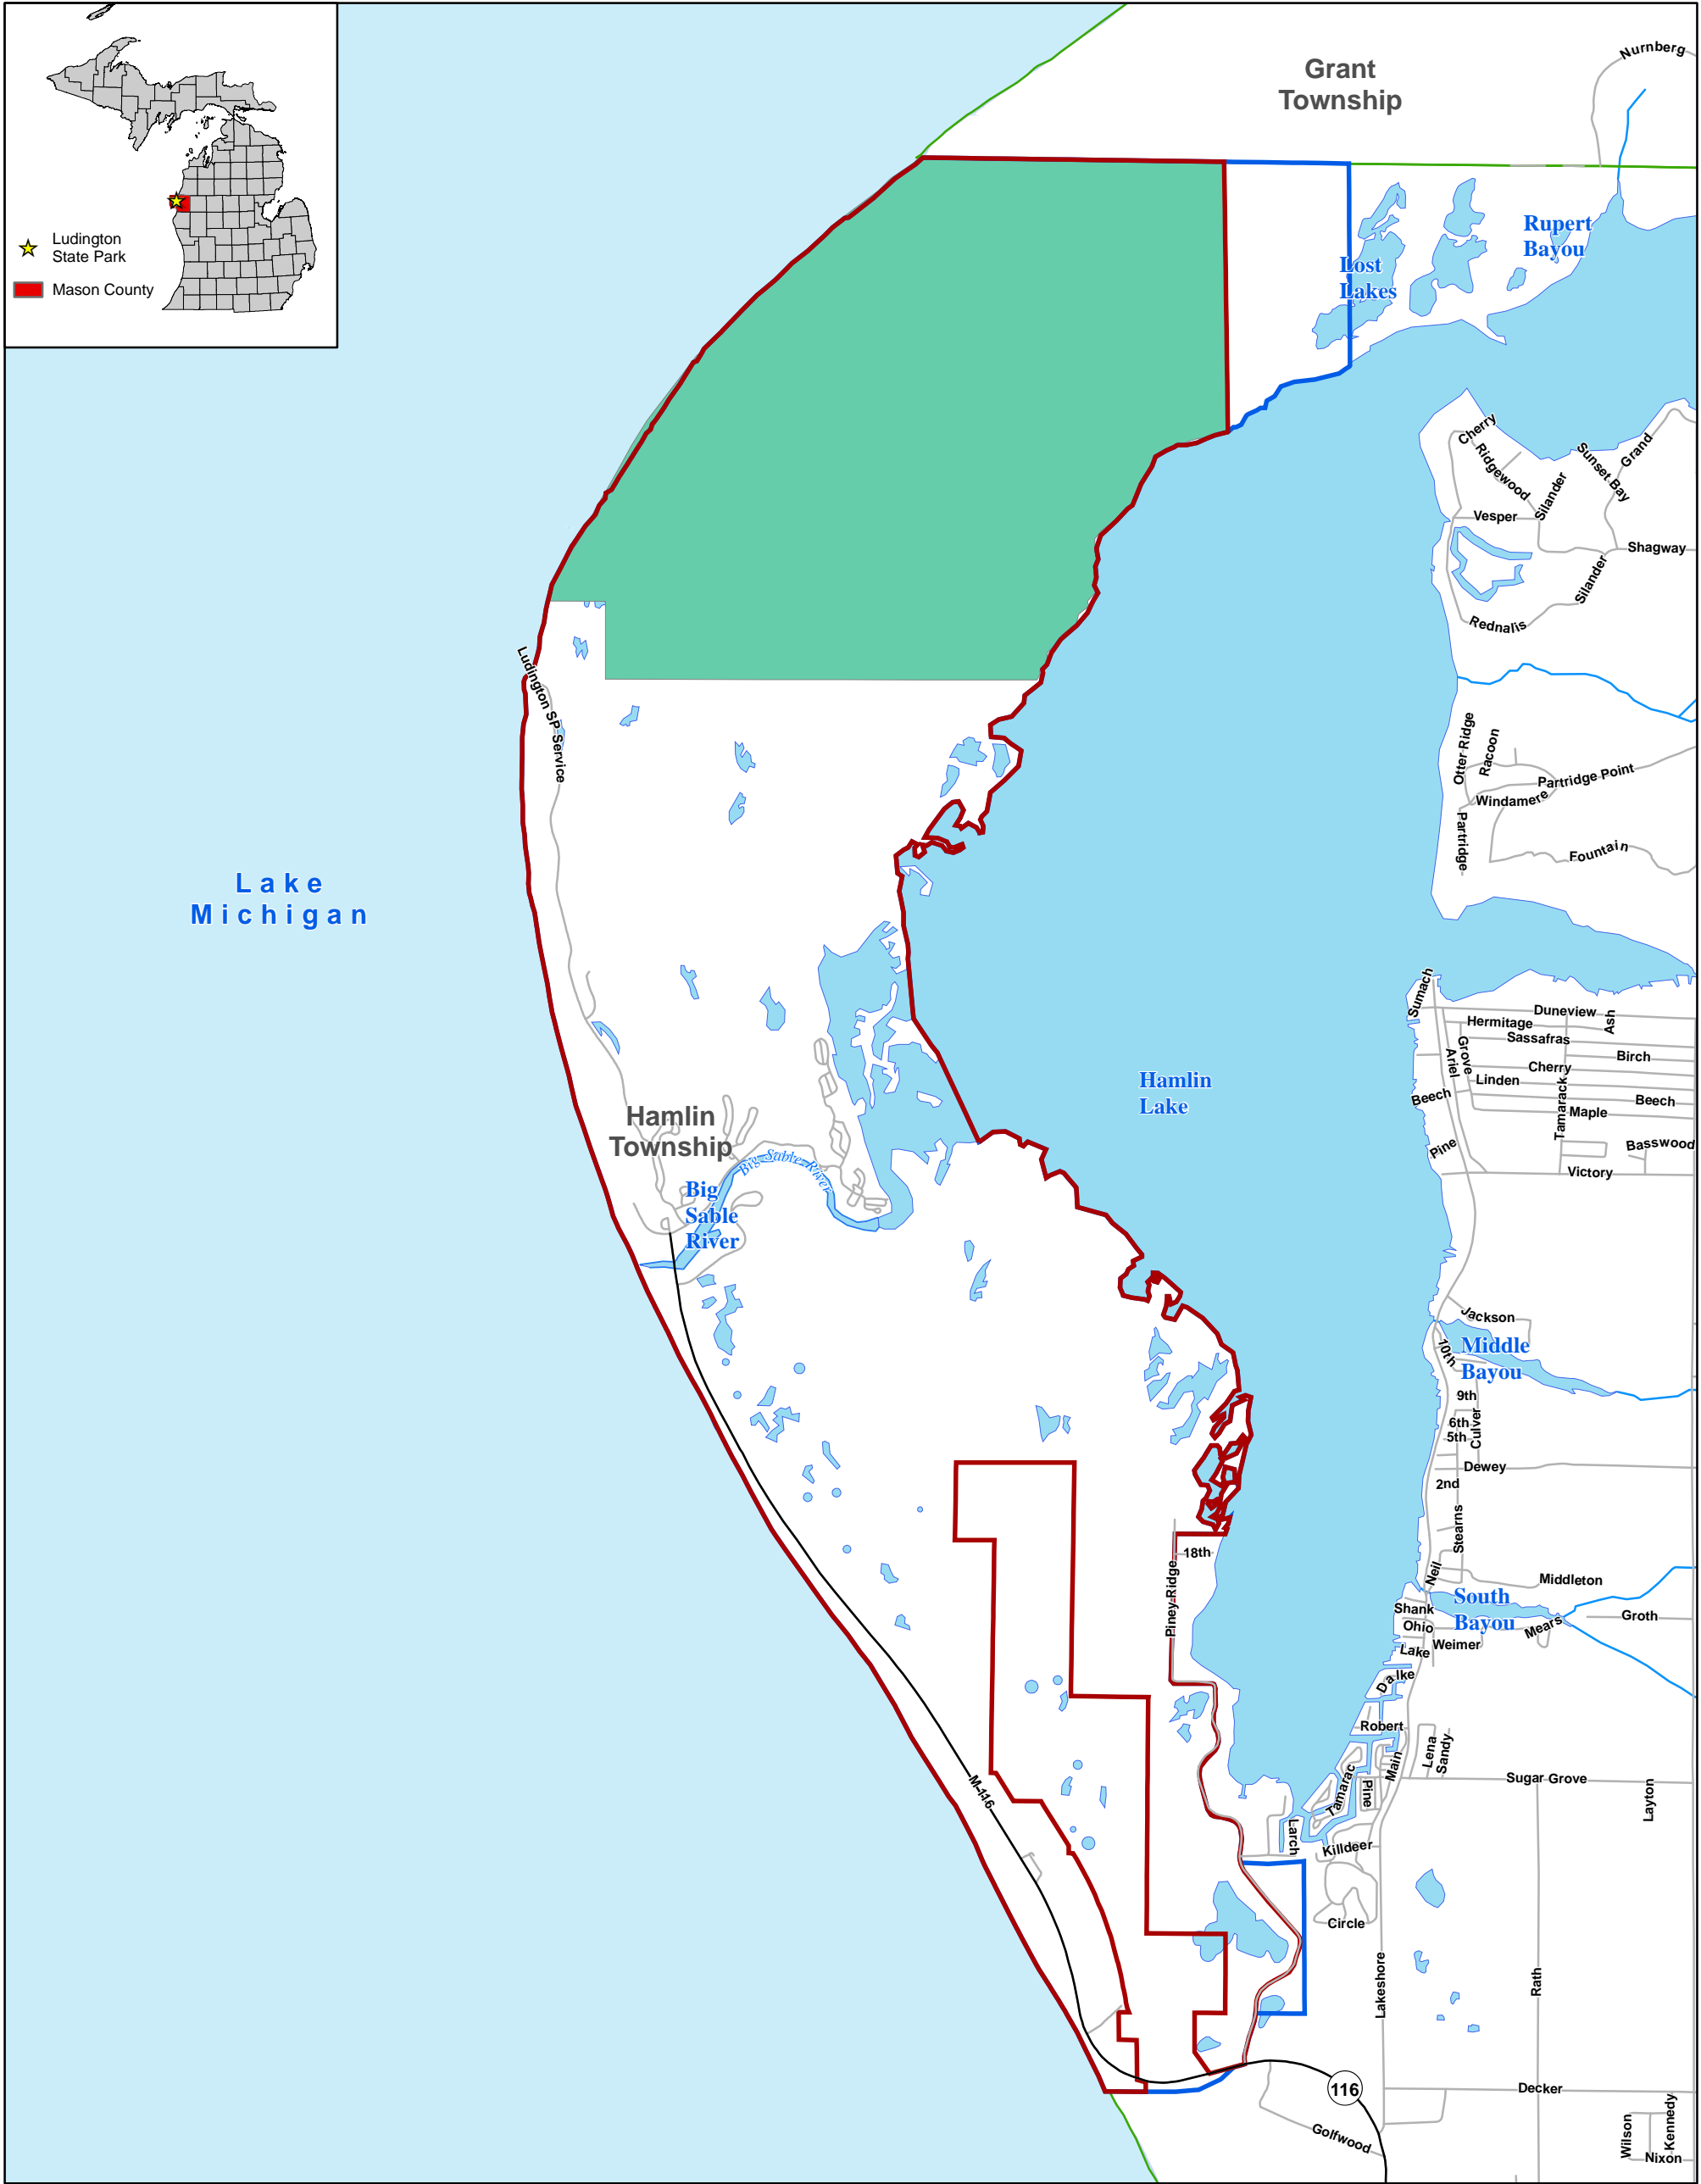 Ludington
State Park
Mason County
Grant
Township
Nurnberg
Rupert
Bayou
Lost
Lakes
Cherry
Ridgewood
Silander
Sunset Bay
Grand
Vesper
Shagway
Silander
Rednalis
Ludington SP Service
Otter Ridge
Racoon
Partridge Point
Windamere
Partridge
Fountain
Lake
Michigan
Sumach
Duneview
Ash
Hermitage
Sassafras
Grove
Ariel
Birch
Cherry
Linden
Beech
Tamarack
Beech
Maple
Pine
Basswood
Victory
Hamlin
Lake
Hamlin
Township
Big Sable River
Big
Sable
River
Jackson
10th
Middle
Bayou
9th
6th
5th
Culver
Dewey
2nd
Stearns
18th
Piney Ridge
Neil
Middleton
South
Bayou
Shank
Ohio
Mears
Groth
Lake
Weimer
Dalke
Robert
Main
Lena
Sandy
Sugar Grove
Layton
Tamarac
Pine
M-116
Larch
Killdeer
Circle
Lakeshore
Rath
116
Decker
Golfwood
Wilson
Kennedy
Nixon